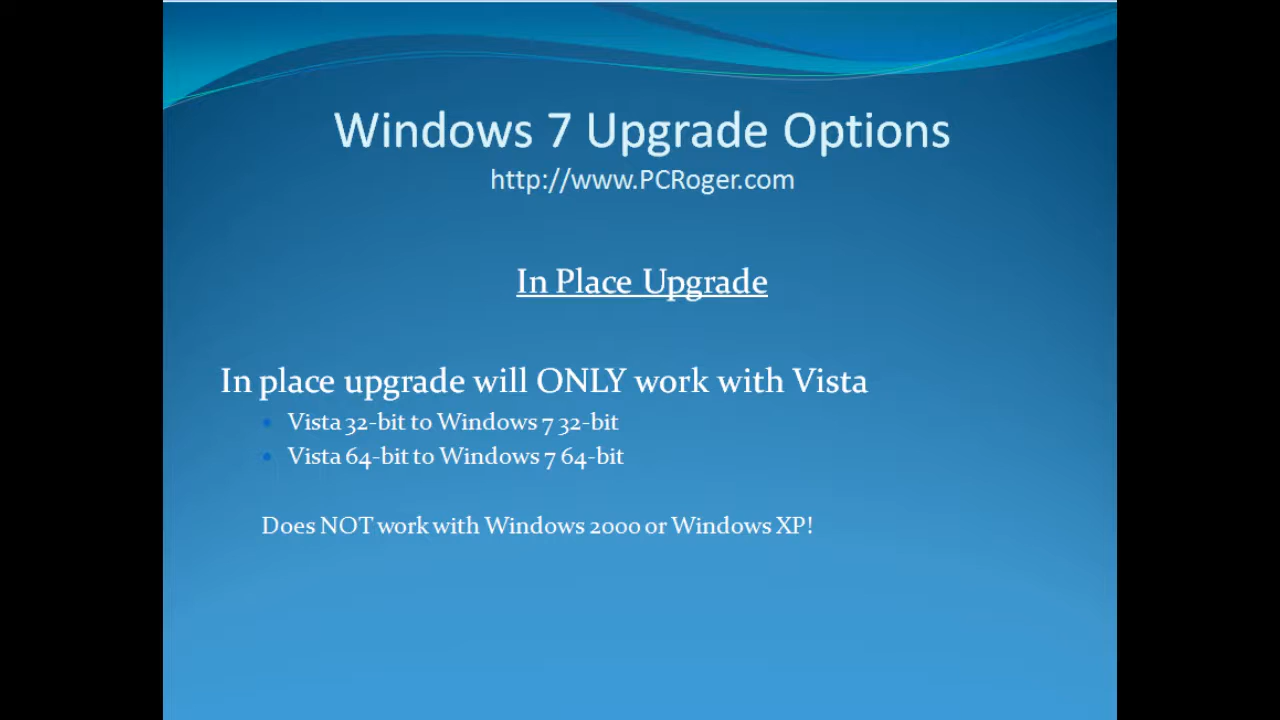 Windows 7 Upgrade Options
http://www.PCRoger.com
In Place Upgrade
In place upgrade will ONLY work with Vista
• Vista 32-bit to Windows 7 32-bit
• Vista 64-bit to Windows 7 64-bit
Does NOT work with Windows 2000 or Windows XP!